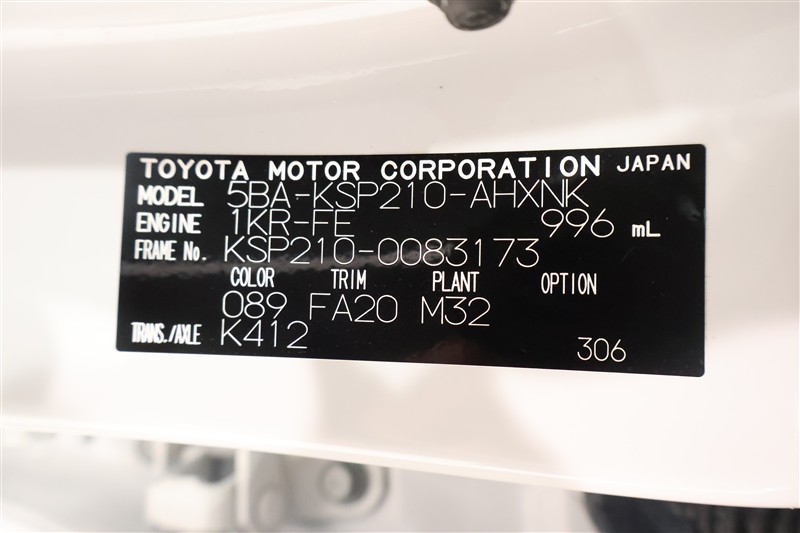 TOYOTA MOTOR CORPORATION JAPAN
MODEL 5BA-KSP210-AHXNK
ENGINE 1KR-FE 996 mL
FRAME No. KSP210-0083173
COLOR TRIM PLANT OPTION
089 FA20 M32
TRANS./AXLE K412
306